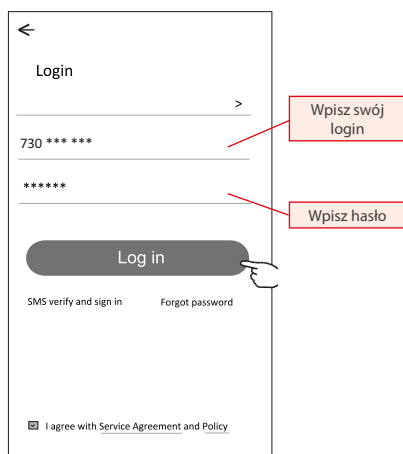 Login
>
Wpisz swój
login
730 *** ***
******
Wpisz hasło
Log in
SMS verify and sign in Forgot password
I agree with Service Agreement and Policy